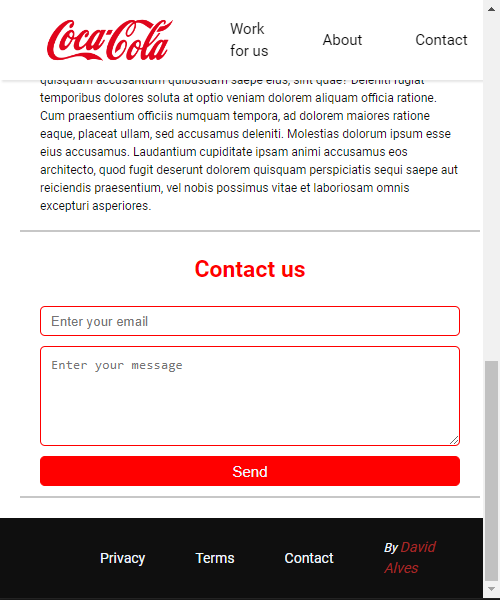 Coca-Cola
Work
for us
About
Contact
quisquam accusantium quibusdam saepe eius, sint quae? Deleniti fugiat
temporibus dolores soluta at optio veniam dolorem aliquam officia ratione.
Cum praesentium officiis numquam tempora, ad dolorem maiores ratione
eaque, placeat ullam, sed accusamus deleniti. Molestias dolorum ipsum esse
eius accusamus. Laudantium cupiditate ipsam animi accusamus eos
architecto, quod fugit deserunt dolorem quisquam perspiciatis sequi saepe aut
reiciendis praesentium, vel nobis possimus vitae et laboriosam omnis
excepturi asperiores.
Contact us
Enter your email
Enter your message
Send
Privacy
Terms
Contact
By David
Alves